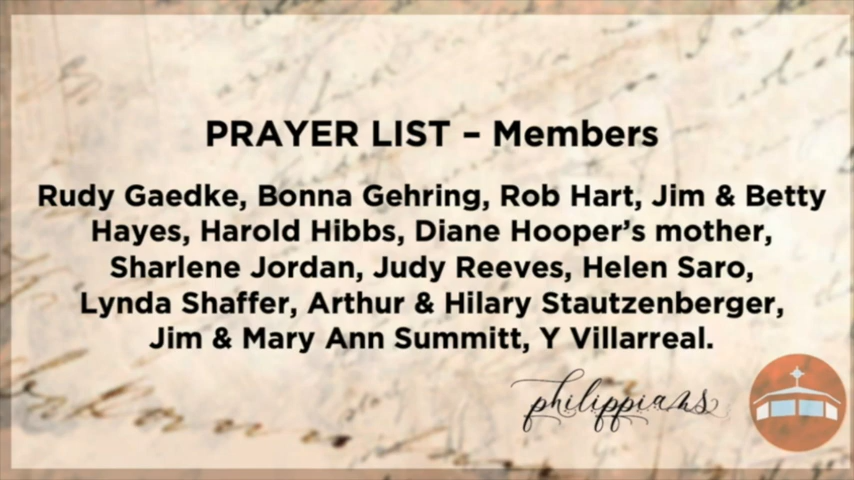 PRAYER LIST – Members
Rudy Gaedke, Bonna Gehring, Rob Hart, Jim & Betty
Hayes, Harold Hibbs, Diane Hooper's mother,
Sharlene Jordan, Judy Reeves, Helen Saro,
Lynda Shaffer, Arthur & Hilary Stautzenberger,
Jim & Mary Ann Summitt, Y Villarreal.
philippians